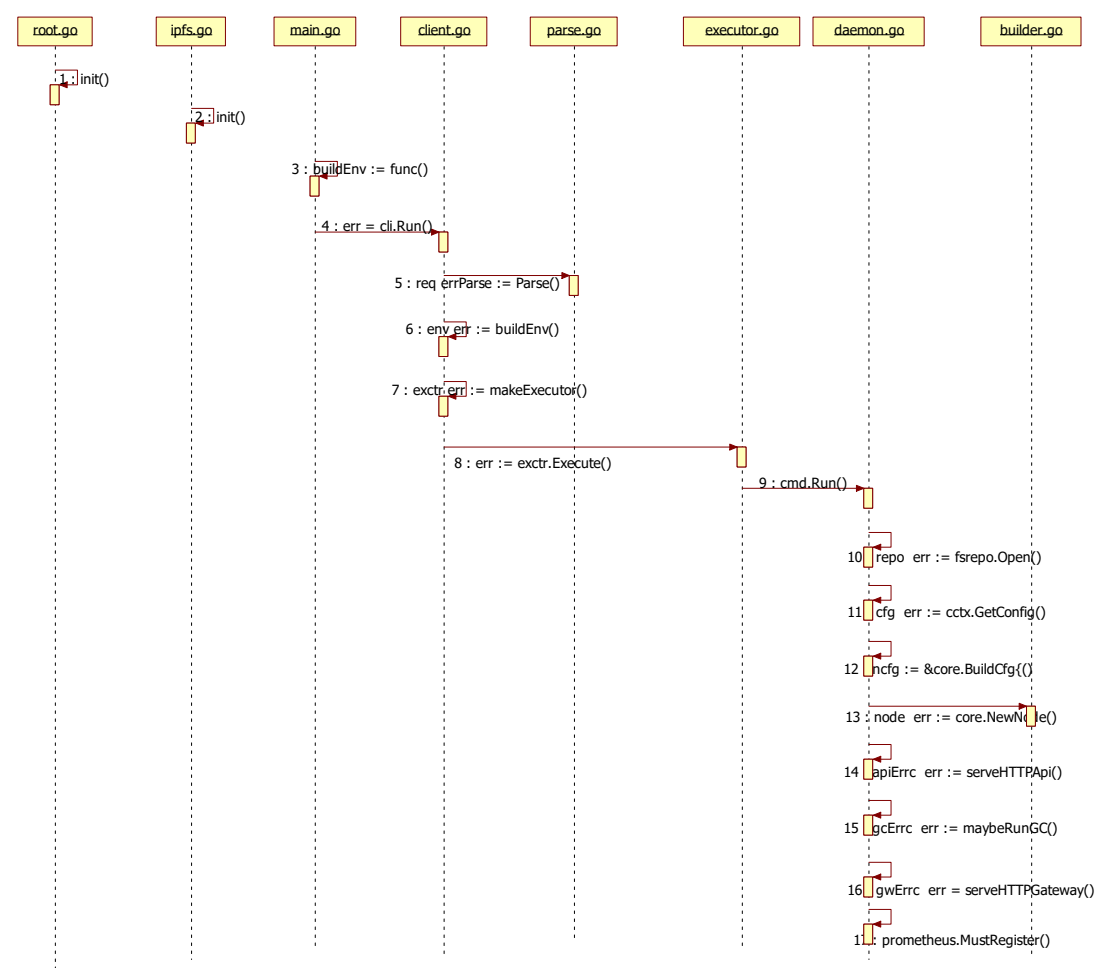 root.go ipfs.go main.go client.go parse.go executor.go daemon.go builder.go
1 : init()
2 : init()
3 : buildEnv := func()
4 : err = cli.Run()
5 : req errParse := Parse()
6 : env err := buildEnv()
7 : exctr err := makeExecutor()
8 : err := exctr.Execute()
9 : cmd.Run()
10 repo err := fsrepo.Open()
11 cfg err := cctx.GetConfig()
12 ncfg := &core.BuildCfg{()
13 : node err := core.NewNode()
14 apiErrc err := serveHTTPApi()
15 gcErrc err := maybeRunGC()
16 gwErrc err = serveHTTPGateway()
17 : prometheus.MustRegister()